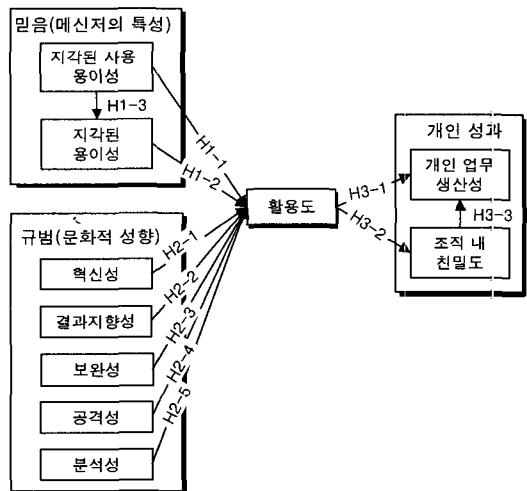 믿음(메신저의 특성)
지각된 사용
용이성
H1-3
지각된
용이성
H1-1
H1-2
규범(문화적 성향)
혁신성
결과지향성
보완성
공격성
분석성
H2-1
H2-2
H2-3
H2-4
H2-5
활용도
H3-1
H3-2
개인 성과
개인 업무
생산성
H3-3
조직 내
친밀도